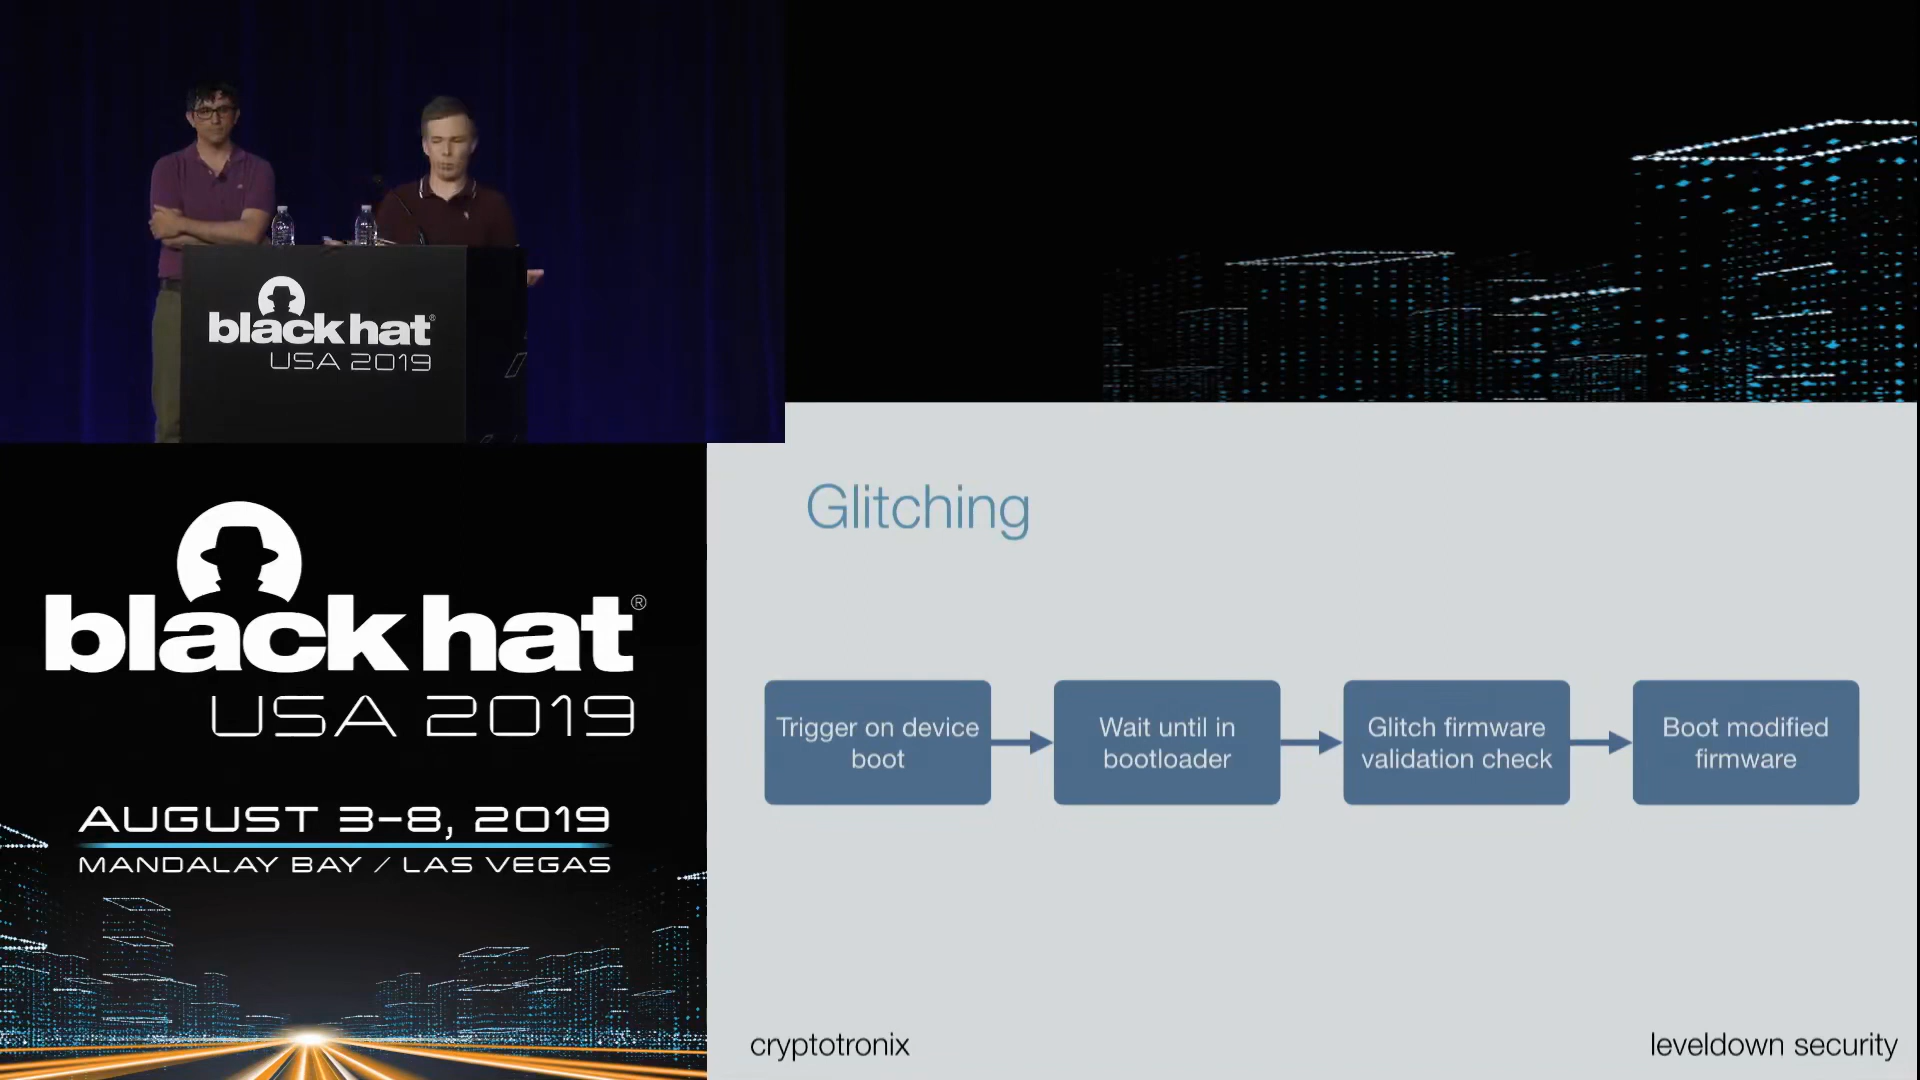 black hat®
USA 2019
black hat®
USA 2019
AUGUST 3-8, 2019
MANDALAY BAY / LAS VEGAS
Glitching
Trigger on device
boot
Wait until in
bootloader
Glitch firmware
validation check
Boot modified
firmware
cryptotronix
leveldown security